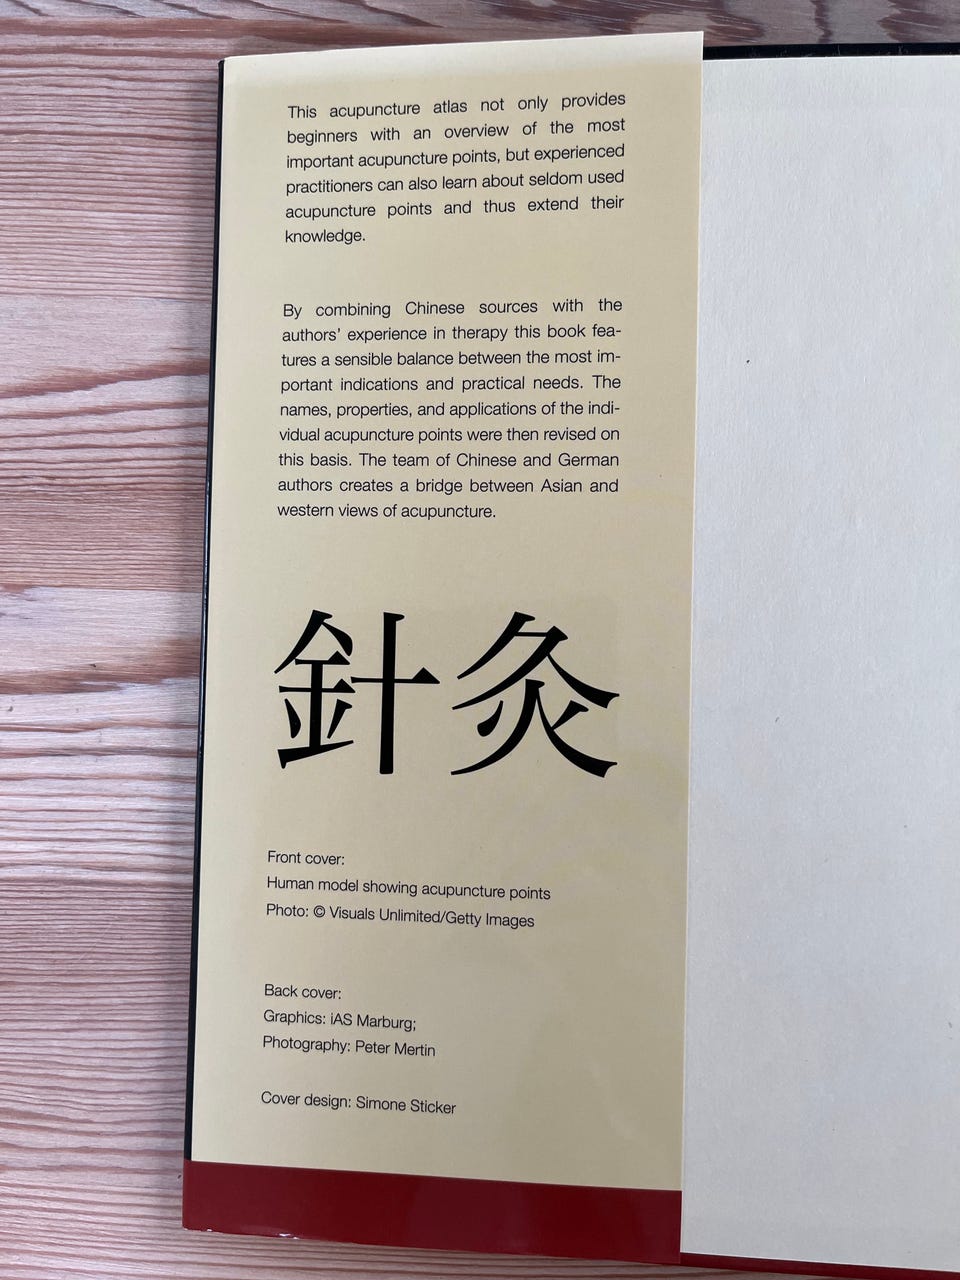 This acupuncture atlas not only provides
beginners with an overview of the most
important acupuncture points, but experienced
practitioners can also learn about seldom used
acupuncture points and thus extend their
knowledge.
By combining Chinese sources with the
authors’ experience in therapy this book fea-
tures a sensible balance between the most im-
portant indications and practical needs. The
names, properties, and applications of the indi-
vidual acupuncture points were then revised on
this basis. The team of Chinese and German
authors creates a bridge between Asian and
western views of acupuncture.
針灸
Front cover:
Human model showing acupuncture points
Photo: © Visuals Unlimited/Getty Images
Back cover:
Graphics: iAS Marburg;
Photography: Peter Mertin
Cover design: Simone Sticker